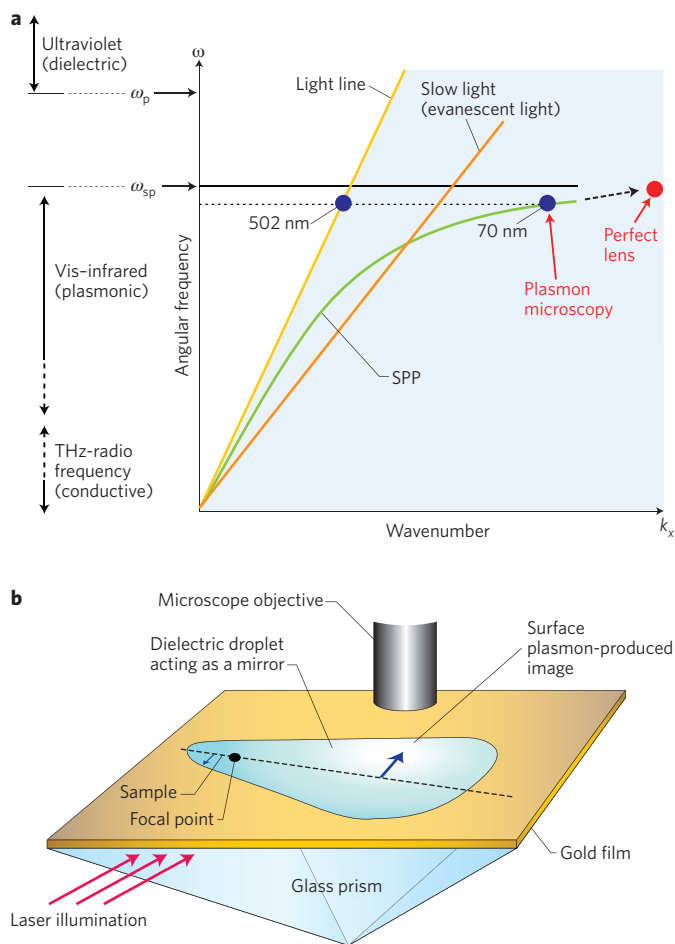 a
Ultraviolet
(dielectric)
ω
ωp
Light line
Slow light
(evanescent light)
ωsp
502 nm
70 nm
Perfect
lens
Plasmon
microscopy
Vis–infrared
(plasmonic)
Angular frequency
SPP
THz-radio
frequency
(conductive)
Wavenumber
kx
b
Microscope objective
Dielectric droplet
acting as a mirror
Surface
plasmon-produced
image
Sample
Focal point
Gold film
Glass prism
Laser illumination